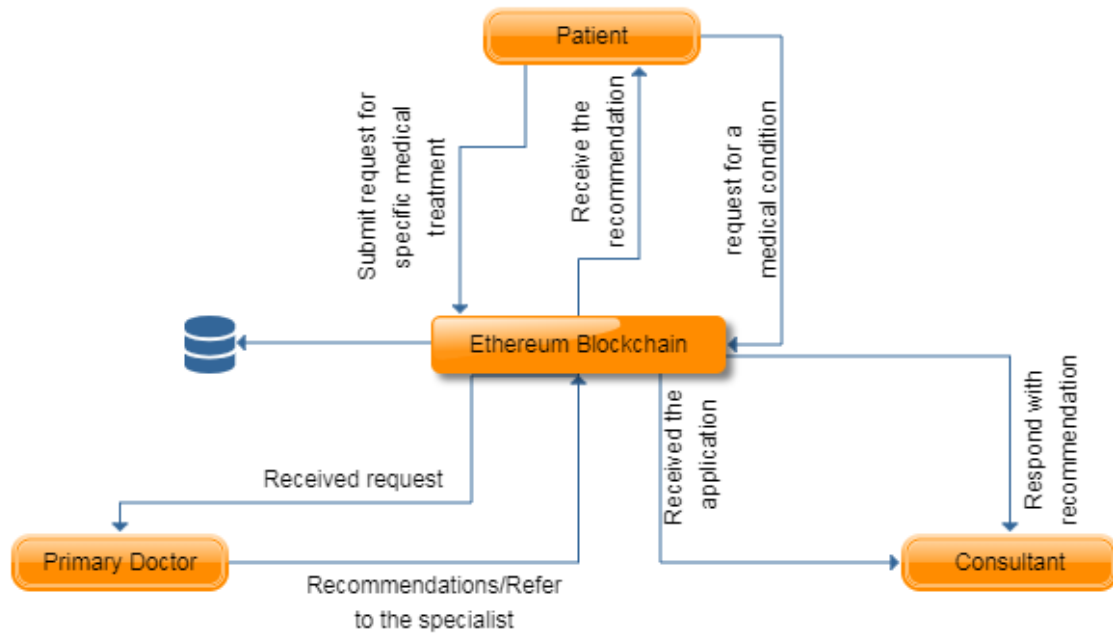 Patient
Submit request for
specific medical
treatment
Receive the
recommendation
request for a
medical condition
Ethereum Blockchain
Received request
Received the
application
Respond with
recommendation
Primary Doctor
Recommendations/Refer
to the specialist
Consultant